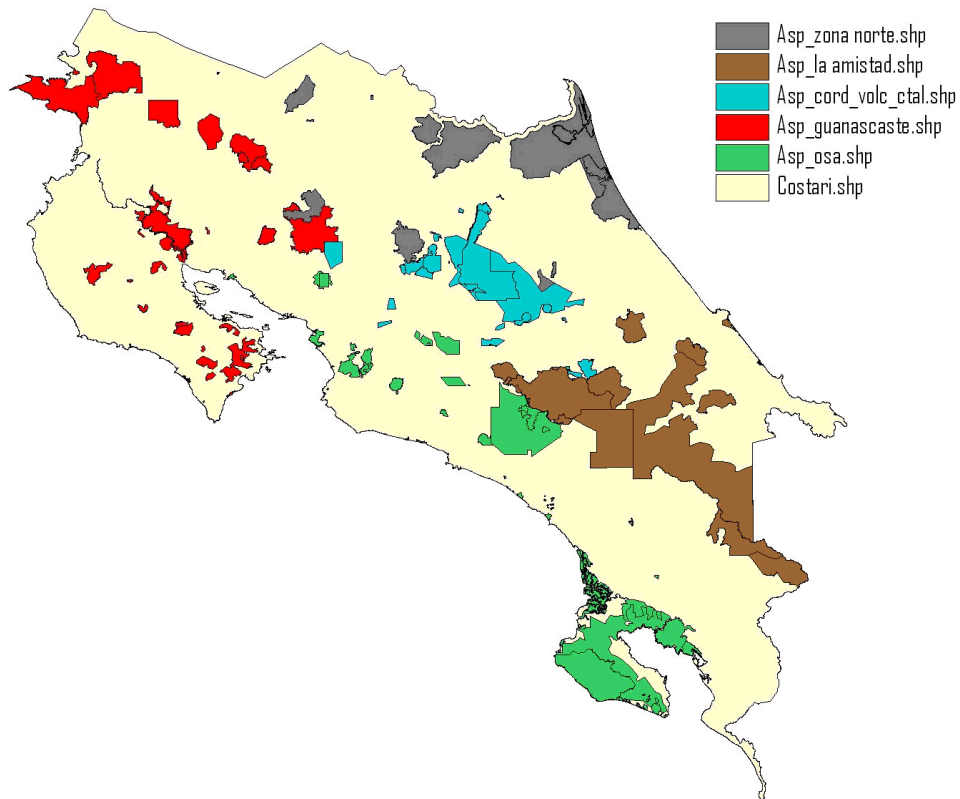 Asp_zona norte.shp
Asp_la amistad.shp
Asp_cord_volc_ctal.shp
Asp_guanascaste.shp
Asp_osa.shp
Costari.shp